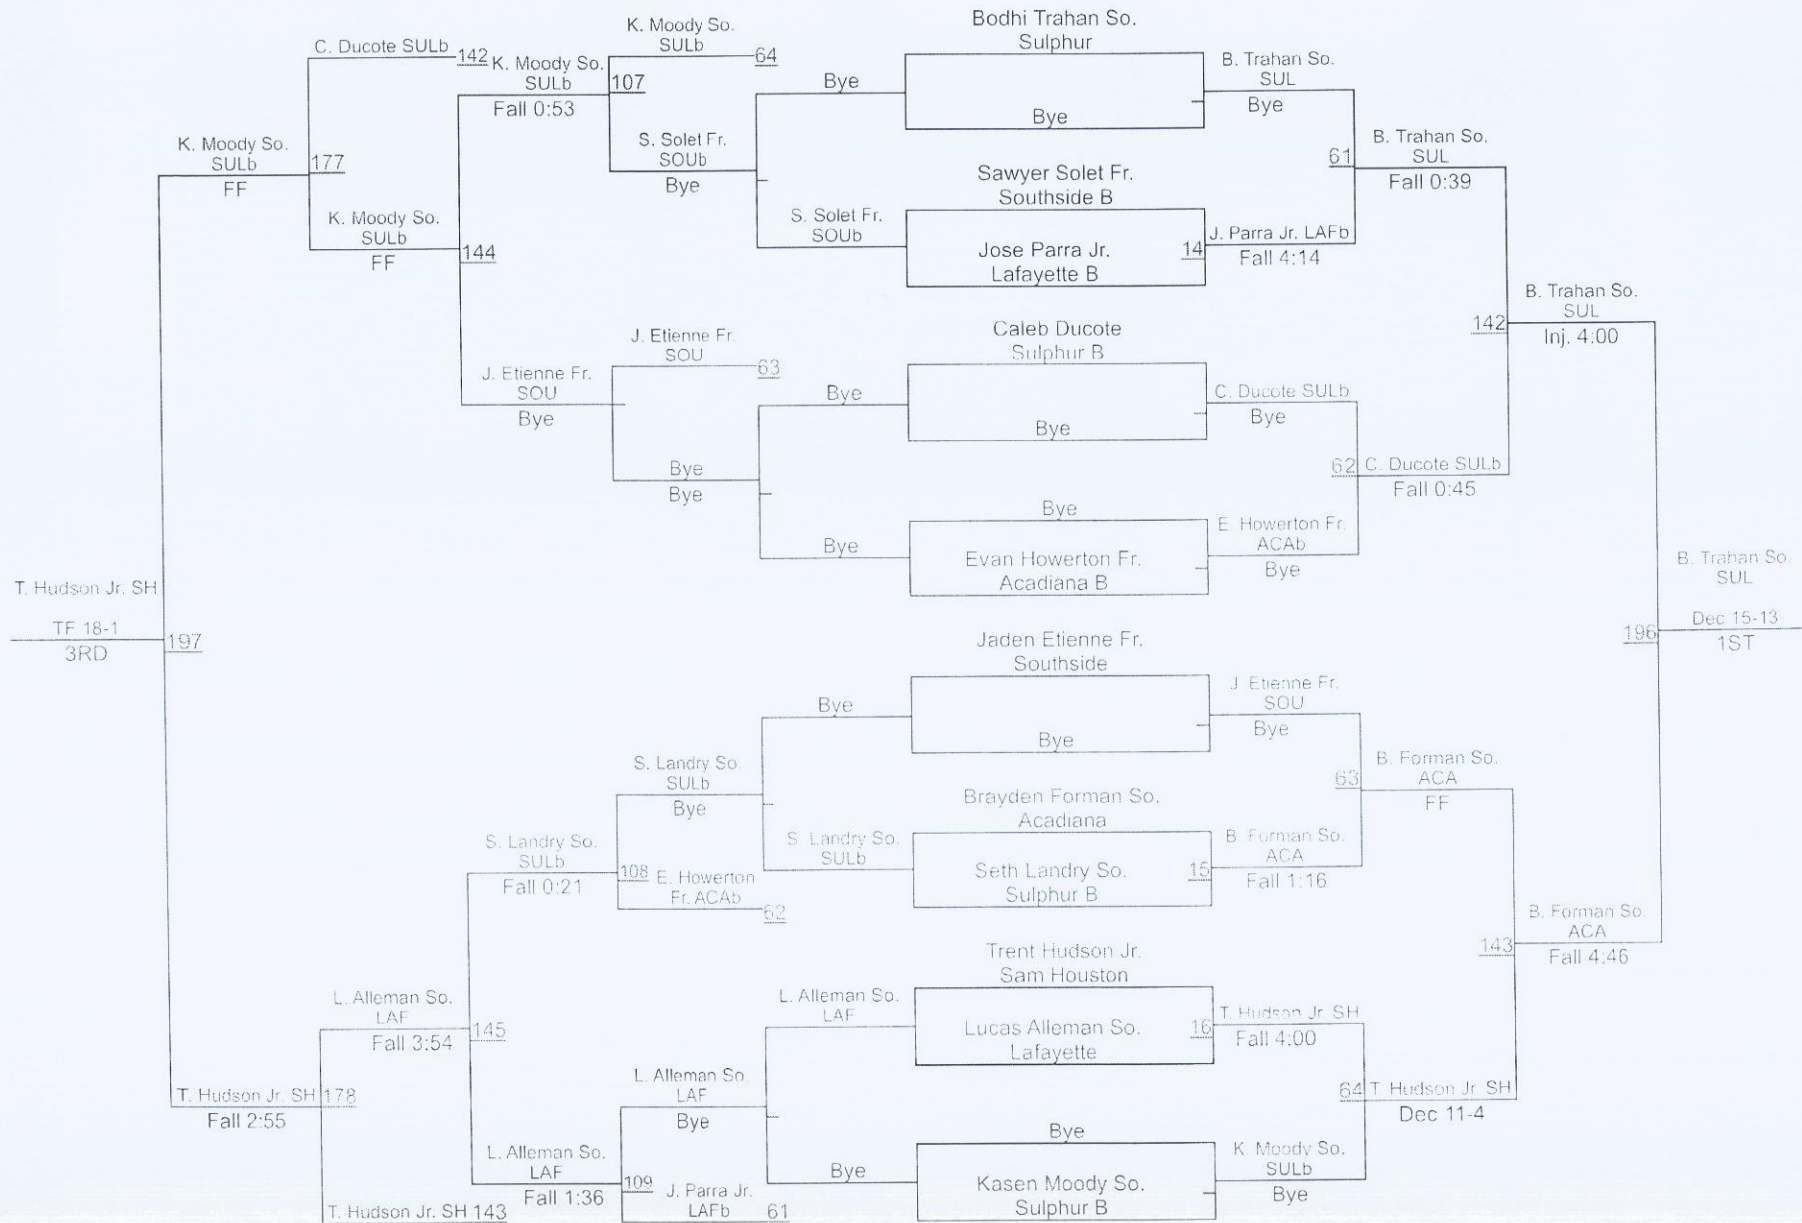 C. Ducote SULb
142
K. Moody So.
SULb
FF
177
K. Moody So.
SULb
FF
144
K. Moody So.
SULb
Fall 0:53
107
K. Moody So.
SULb
64
S. Solet Fr.
SOUb
Bye
J. Etienne Fr.
SOU
Bye
J. Etienne Fr.
SOU
63
Bye
Bye
T. Hudson Jr. SH
TF 18-1
3RD
197
T. Hudson Jr. SH
Fall 2:55
178
L. Alleman So.
LAF
Fall 3:54
145
T. Hudson Jr. SH 143
S. Landry So.
SULb
Fall 0:21
108
S. Landry So.
SULb
Bye
E. Howerton
Fr. ACAb
62
L. Alleman So.
LAF
Fall 1:36
109
L. Alleman So.
LAF
Bye
J. Parra Jr.
LAFb
61
Bye
S. Solet Fr.
SOUb
Bye
Bye
Bye
S. Landry So.
SULb
L. Alleman So.
LAF
Bye
Bodhi Trahan So.
Sulphur
Bye
Sawyer Solet Fr.
Southside B
Jose Parra Jr.
Lafayette B
14
Caleb Ducote
Sulphur B
Bye
Bye
Evan Howerton Fr.
Acadiana B
Jaden Etienne Fr.
Southside
Bye
Brayden Forman So.
Acadiana
Seth Landry So.
Sulphur B
15
Trent Hudson Jr.
Sam Houston
Lucas Alleman So.
Lafayette
16
Bye
Kasen Moody So.
Sulphur B
B. Trahan So.
SUL
Bye
J. Parra Jr. LAFb
Fall 4:14
61
C. Ducote SULb
Bye
E. Howerton Fr.
ACAb
Bye
62
J. Etienne Fr.
SOU
Bye
B. Forman So.
ACA
Fall 1:16
63
T. Hudson Jr. SH
Fall 4:00
K. Moody So.
SULb
Bye
64
B. Trahan So.
SUL
Fall 0:39
C. Ducote SULb
Fall 0:45
142
B. Forman So.
ACA
FF
T. Hudson Jr. SH
Dec 11-4
143
B. Trahan So.
SUL
Inj. 4:00
B. Forman So.
ACA
Fall 4:46
196
B. Trahan So.
SUL
Dec 15-13
1ST